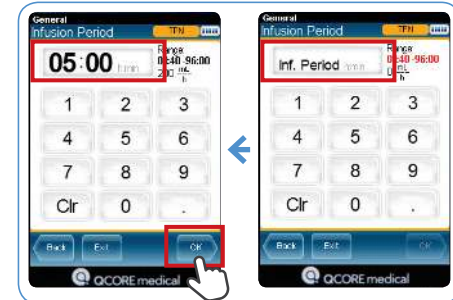 General
Infusion Period
TPN
05:00 h:mm
Range:
00:40-96:00
200 mL/h
1 2 3
4 5 6
7 8 9
Clr 0 .
Back Exit OK
QCORE medical
General
Infusion Period
TPN
Inf. Period h:mm
Range:
00:40-96:00
0 mL/h
1 2 3
4 5 6
7 8 9
Clr 0 .
Back Exit OK
QCORE medical